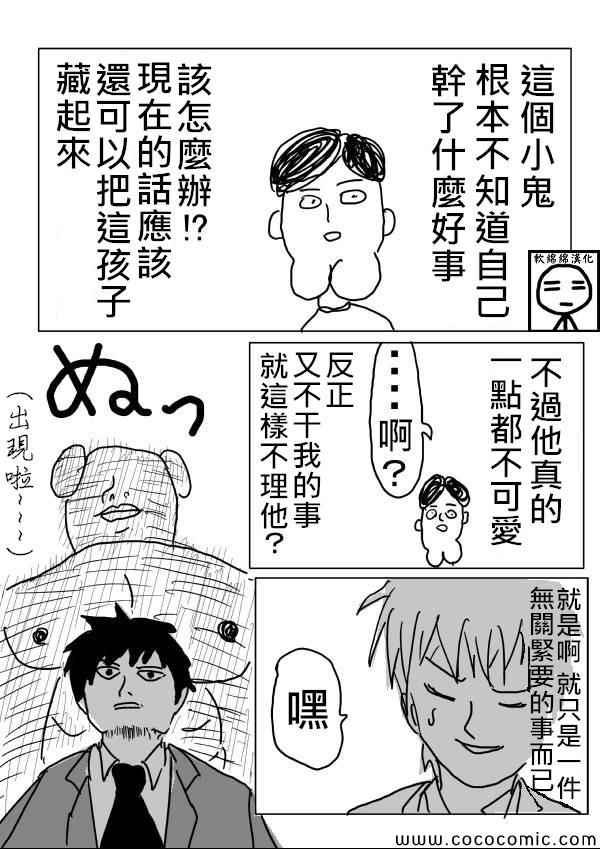 這個小鬼
根本不知道自己
幹了什麼好事
該怎麼辦!?
現在的話應該
還可以把這孩子
藏起來
軟綿綿漢化
不過他真的
一點都不可愛
‥‥啊?
反正
又不干我的事
就這樣不理他?
ぬっ
(出現啦~~~)
就是啊 就只是一件
無關緊要的事而已
嘿
www.cococomic.com/